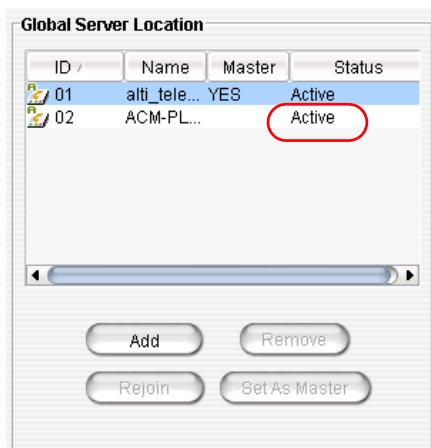 Global Server Location
ID Name Master Status
01 alti_tele... YES Active
02 ACM-PL... Active
Add Remove
Rejoin Set As Master